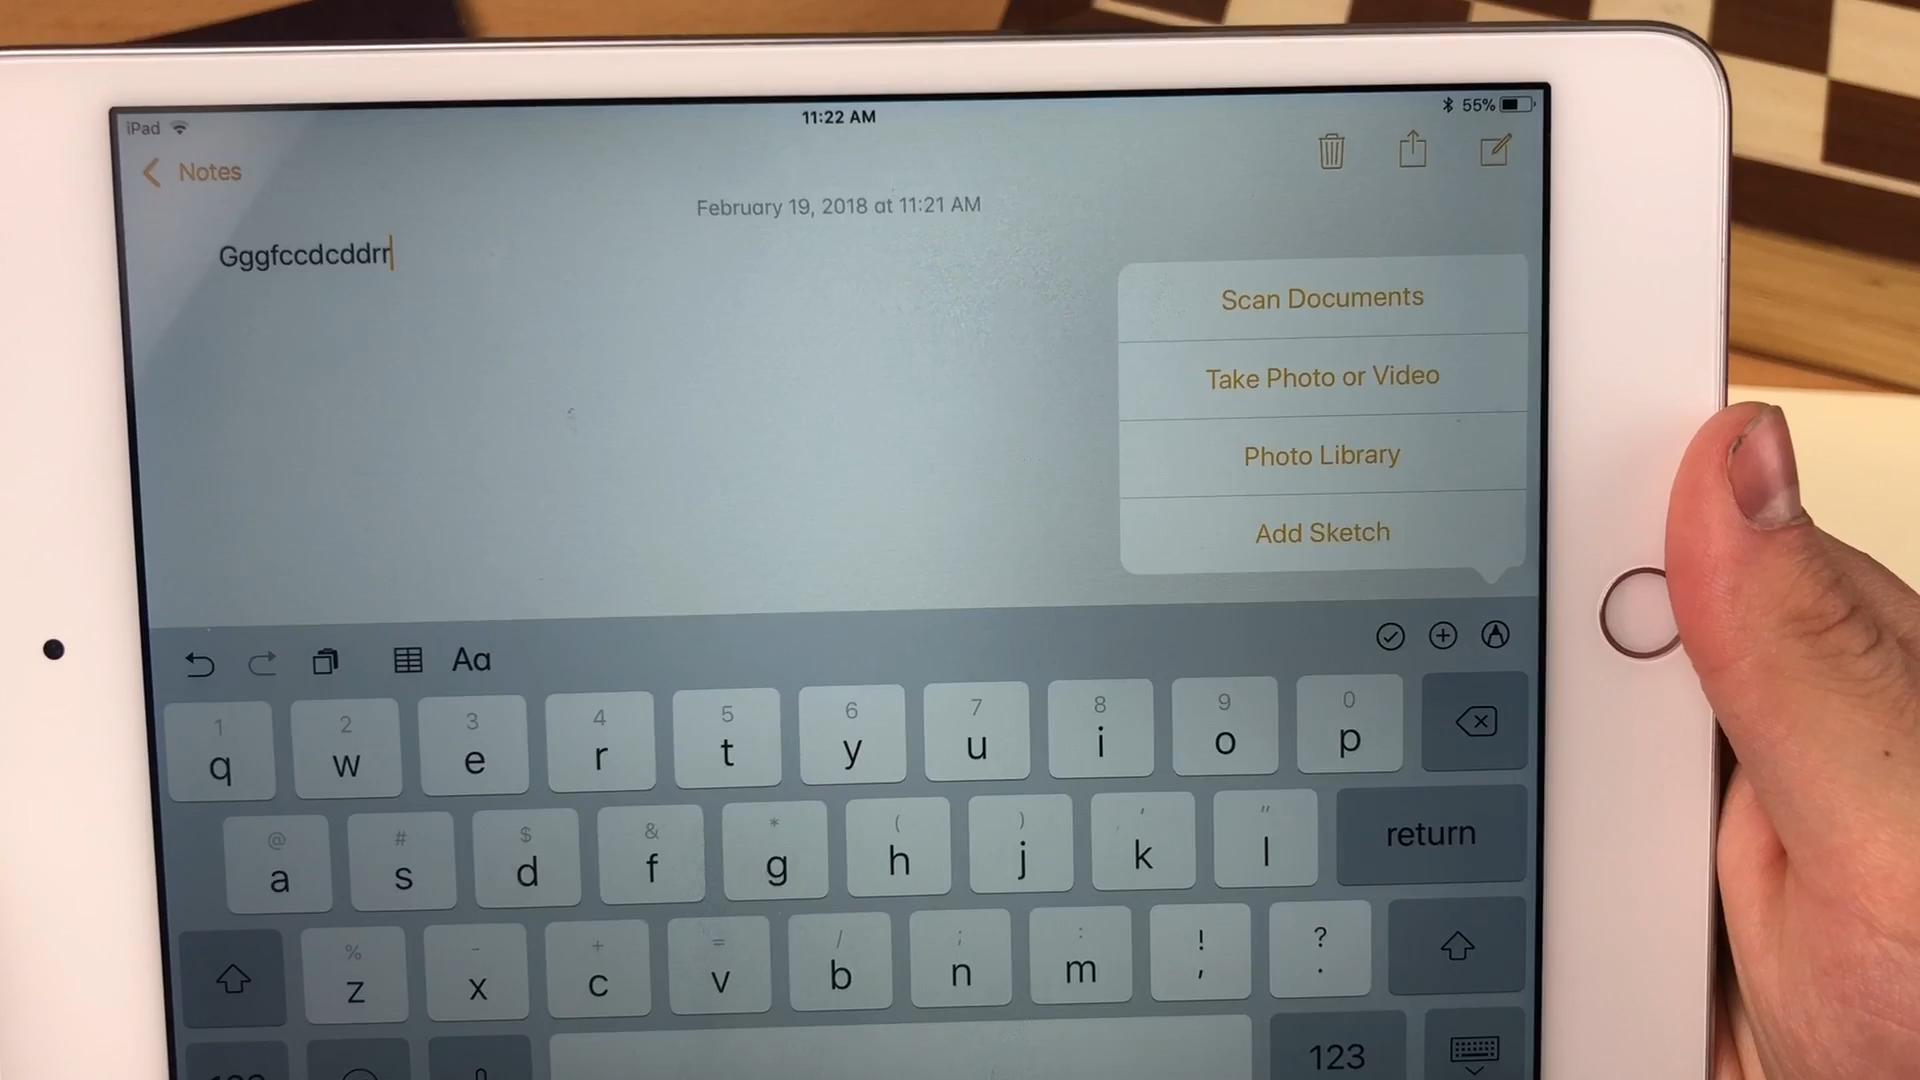 iPad 11:22 AM 55%
Notes
February 19, 2018 at 11:21 AM
Gggfccdcddrr
Scan Documents
Take Photo or Video
Photo Library
Add Sketch
Aa
1 2 3 4 5 6 7 8 9 0
q w e r t y u i o p
@ # $ & * ( ) ' "
a s d f g h j k l return
% - + = / ; : ! ?
z x c v b n m , .
123